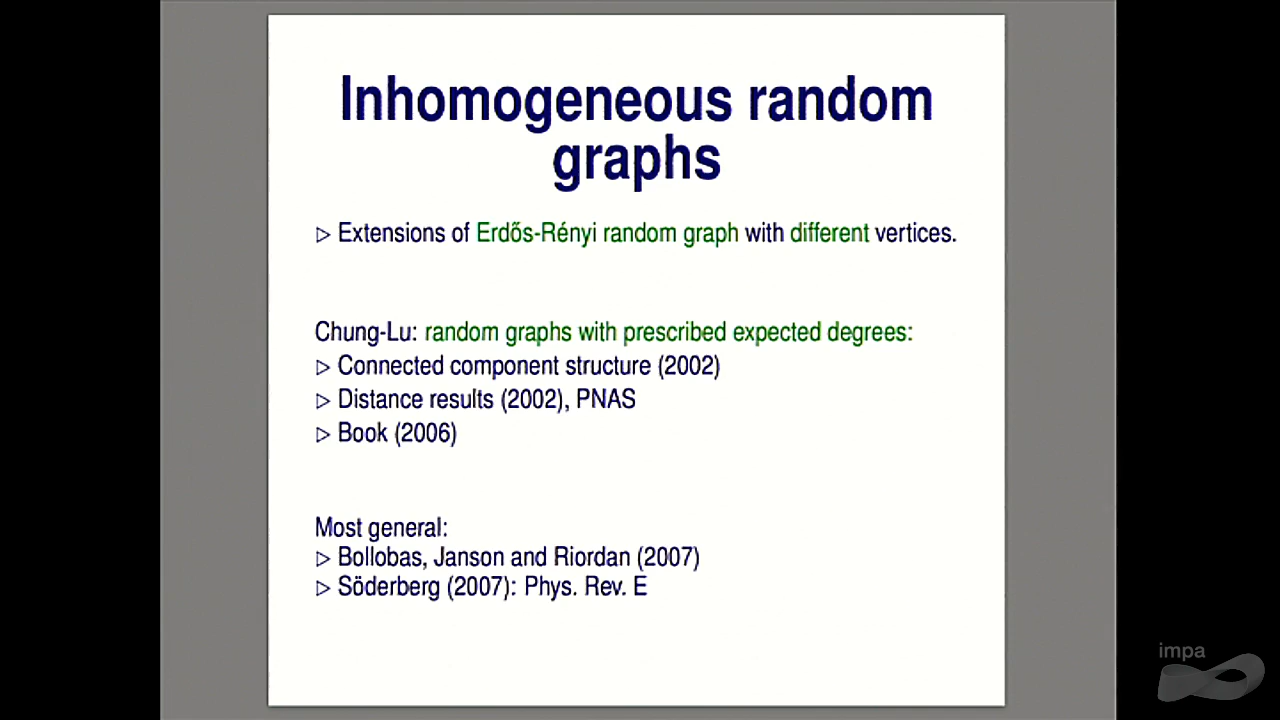 Inhomogeneous random
graphs
▷ Extensions of Erdős-Rényi random graph with different vertices.
Chung-Lu: random graphs with prescribed expected degrees:
▷ Connected component structure (2002)
▷ Distance results (2002), PNAS
▷ Book (2006)
Most general:
▷ Bollobas, Janson and Riordan (2007)
▷ Söderberg (2007): Phys. Rev. E
impa